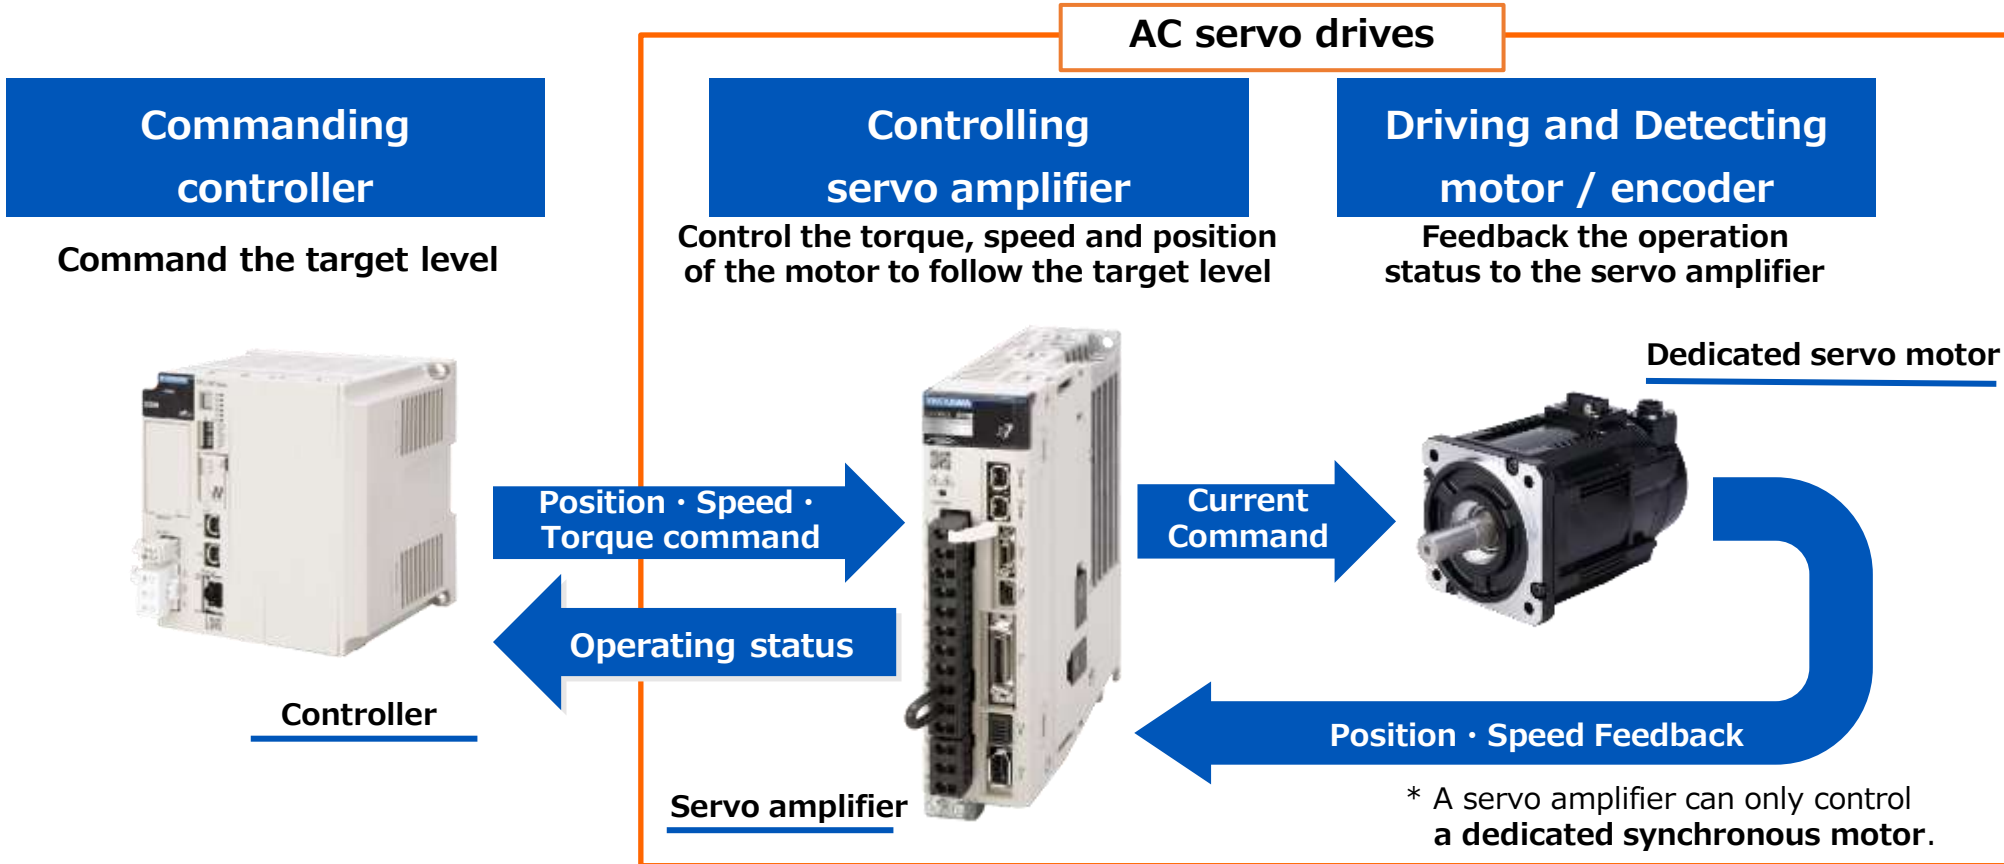 AC servo drives
Commanding
controller
Command the target level
Controlling
servo amplifier
Control the torque, speed and position
of the motor to follow the target level
Driving and Detecting
motor / encoder
Feedback the operation
status to the servo amplifier
Dedicated servo motor
Position・Speed・
Torque command
Current
Command
Operating status
Controller
Position・Speed Feedback
Servo amplifier
* A servo amplifier can only control
a dedicated synchronous motor.